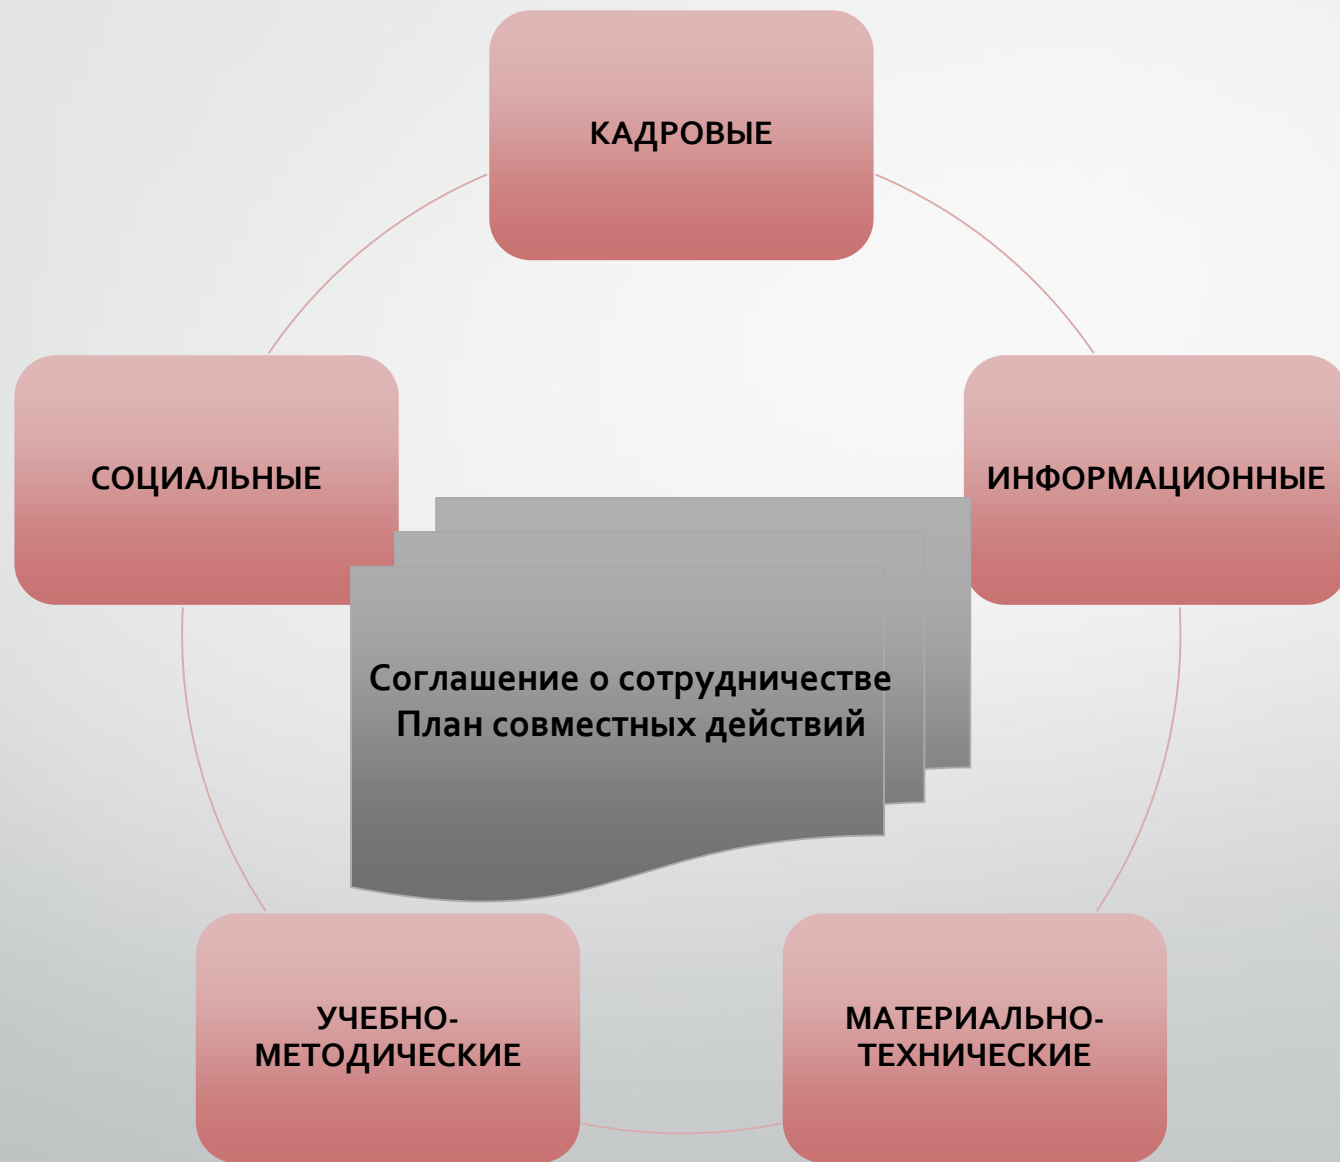 КАДРОВЫЕ
СОЦИАЛЬНЫЕ
ИНФОРМАЦИОННЫЕ
Соглашение о сотрудничестве
План совместных действий
УЧЕБНО-
МЕТОДИЧЕСКИЕ
МАТЕРИАЛЬНО-
ТЕХНИЧЕСКИЕ